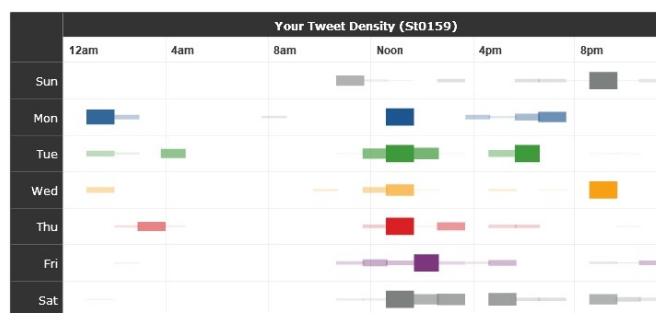 Your Tweet Density (St0159)
12am 4am 8am Noon 4pm 8pm
Sun
Mon
Tue
Wed
Thu
Fri
Sat